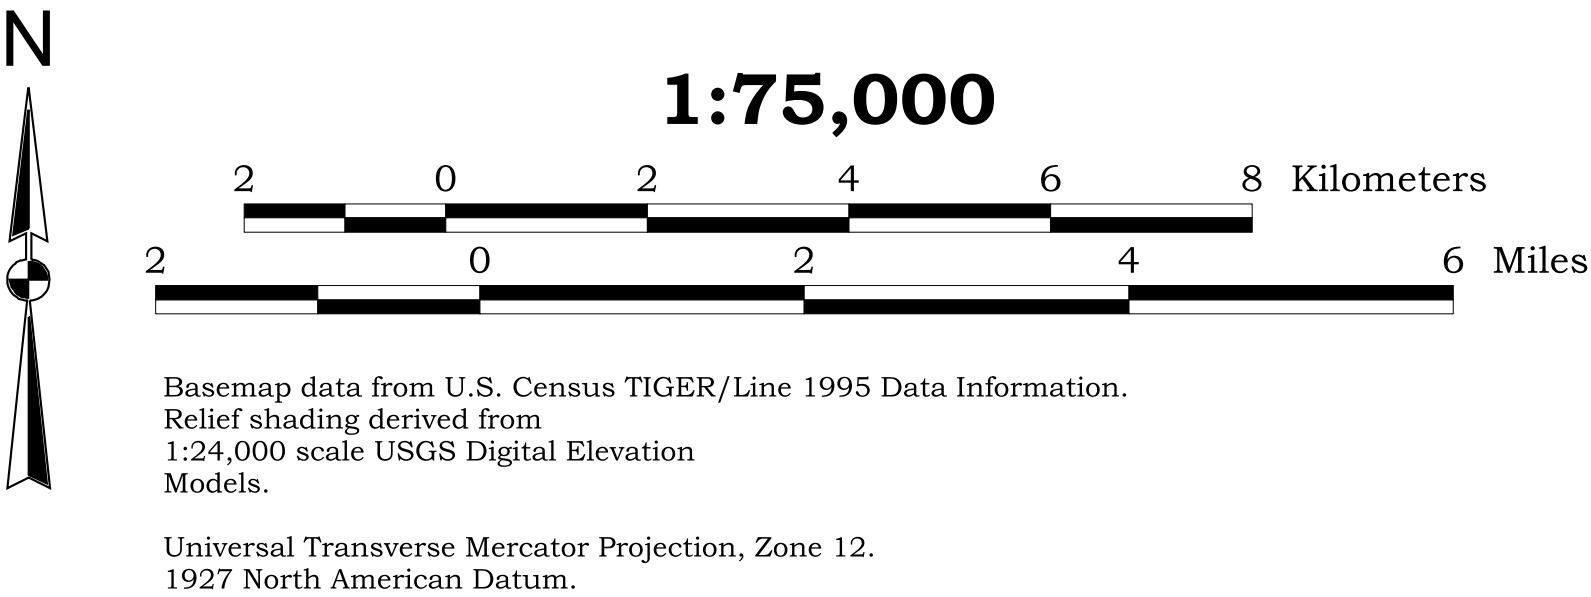 N
1:75,000
2 0 2 4 6 8 Kilometers
2 0 2 4 6 Miles
Basemap data from U.S. Census TIGER/Line 1995 Data Information.
Relief shading derived from
1:24,000 scale USGS Digital Elevation
Models.
Universal Transverse Mercator Projection, Zone 12.
1927 North American Datum.